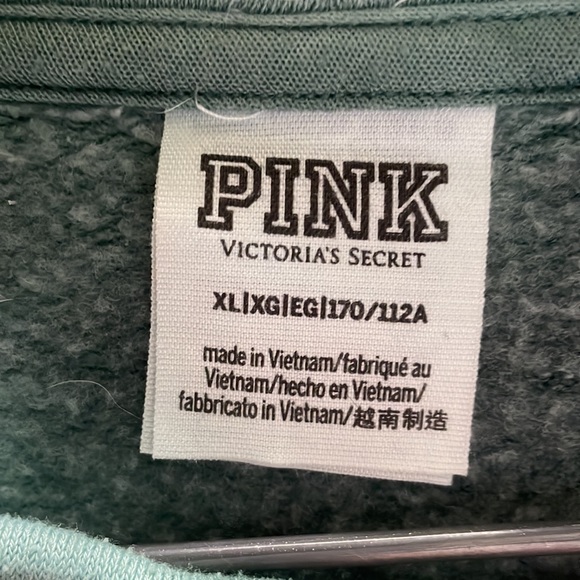 PINK
VICTORIA'S SECRET
XL|XG|EG|170/112A
made in Vietnam/fabriqué au
Vietnam/hecho en Vietnam/
fabbricato in Vietnam/越南制造